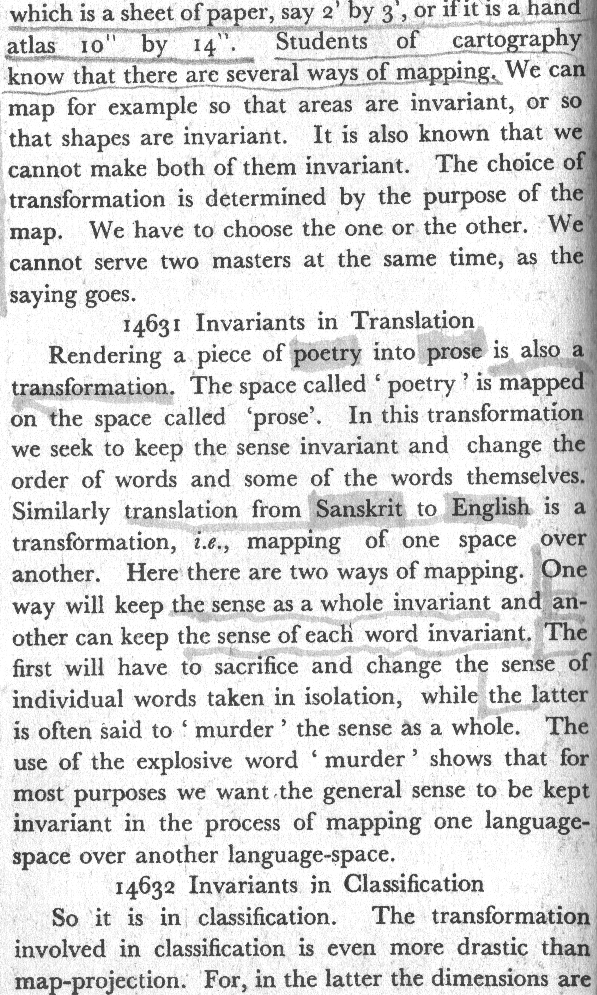 which is a sheet of paper, say 2' by 3', or if it is a hand
atlas 10" by 14". Students of cartography
know that there are several ways of mapping. We can
map for example so that areas are invariant, or so
that shapes are invariant. It is also known that we
cannot make both of them invariant. The choice of
transformation is determined by the purpose of the
map. We have to choose the one or the other. We
cannot serve two masters at the same time, as the
saying goes.
14631 Invariants in Translation
Rendering a piece of poetry into prose is also a
transformation. The space called ‘ poetry ’ is mapped
on the space called ‘prose’. In this transformation
we seek to keep the sense invariant and change the
order of words and some of the words themselves.
Similarly translation from Sanskrit to English is a
transformation, i.e., mapping of one space over
another. Here there are two ways of mapping. One
way will keep the sense as a whole invariant and an-
other can keep the sense of each word invariant. The
first will have to sacrifice and change the sense of
individual words taken in isolation, while the latter
is often said to ‘ murder ’ the sense as a whole. The
use of the explosive word ‘ murder ’ shows that for
most purposes we want the general sense to be kept
invariant in the process of mapping one language-
space over another language-space.
14632 Invariants in Classification
So it is in classification. The transformation
involved in classification is even more drastic than
map-projection. For, in the latter the dimensions are